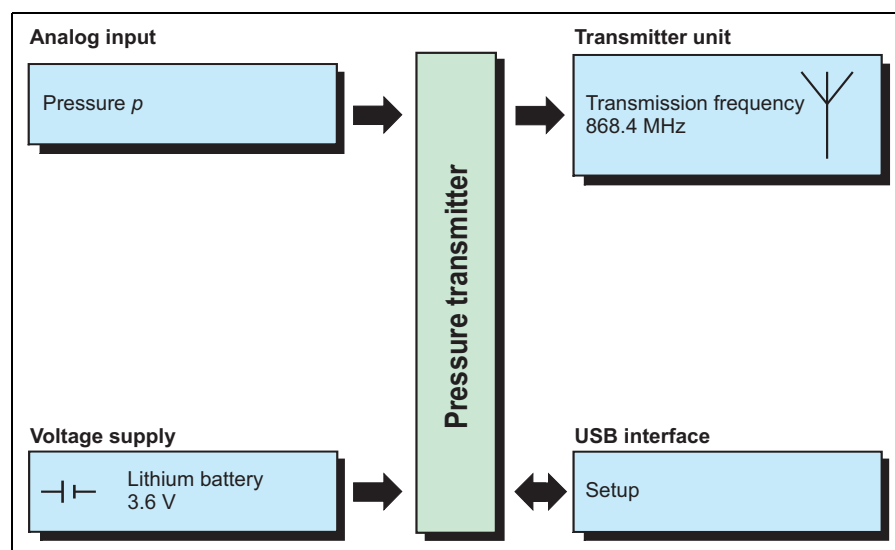 Analog input
Pressure p
Transmitter unit
Transmission frequency
868.4 MHz
Pressure transmitter
Voltage supply
Lithium battery
3.6 V
USB interface
Setup